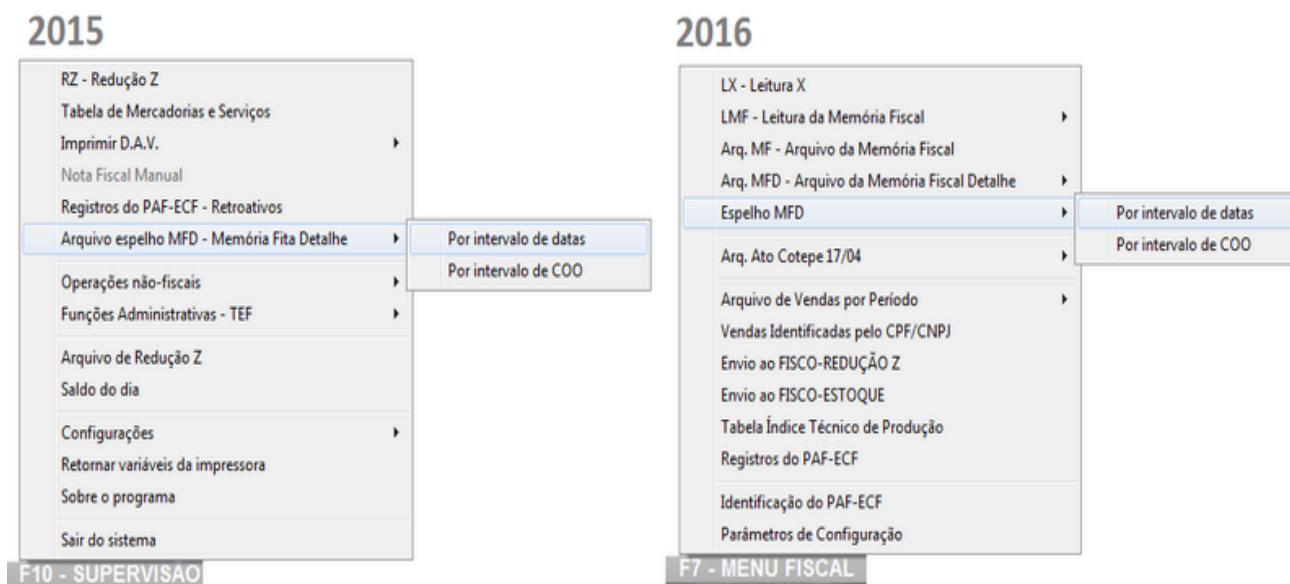 2015
RZ - Redução Z
Tabela de Mercadorias e Serviços
Imprimir D.A.V.
Nota Fiscal Manual
Registros do PAF-ECF - Retroativos
Arquivo espelho MFD - Memória Fita Detalhe
Por intervalo de datas
Por intervalo de COO
Operações não-fiscais
Funções Administrativas - TEF
Arquivo de Redução Z
Saldo do dia
Configurações
Retornar variáveis da impressora
Sobre o programa
Sair do sistema
F10 - SUPERVISÃO
2016
LX - Leitura X
LMF - Leitura da Memória Fiscal
Arq. MF - Arquivo da Memória Fiscal
Arq. MFD - Arquivo da Memória Fiscal Detalhe
Espelho MFD
Por intervalo de datas
Por intervalo de COO
Arq. Ato Cotepe 17/04
Arquivo de Vendas por Período
Vendas Identificadas pelo CPF/CNPJ
Envio ao FISCO-REDUÇÃO Z
Envio ao FISCO-ESTOQUE
Tabela Índice Técnico de Produção
Registros do PAF-ECF
Identificação do PAF-ECF
Parâmetros de Configuração
F7 - MENU FISCAL